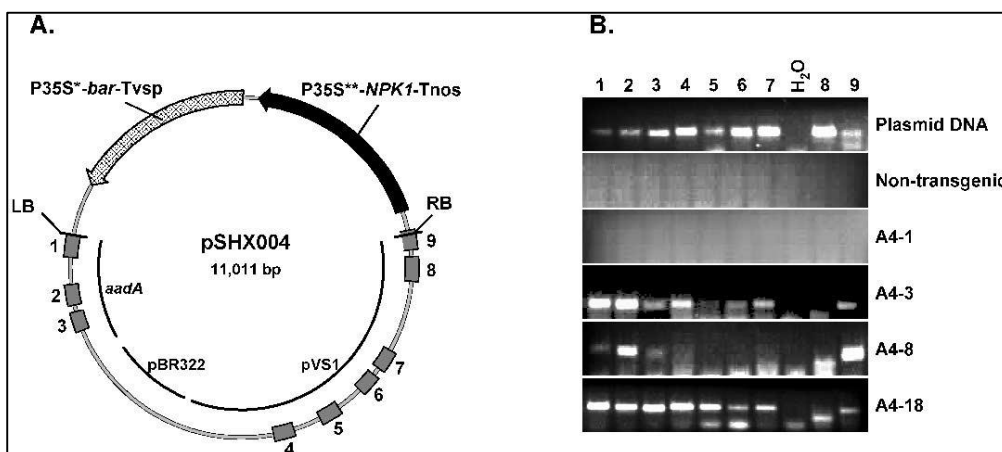 A.
P35S*-bar-Tvsp
P35S**-NPK1-Tnos
LB
RB
pSHX004
11,011 bp
1
9
8
aadA
2
3
pBR322
pVS1
7
6
5
4
B.
1 2 3 4 5 6 7 H₂O 8 9
Plasmid DNA
Non-transgenic
A4-1
A4-3
A4-8
A4-18